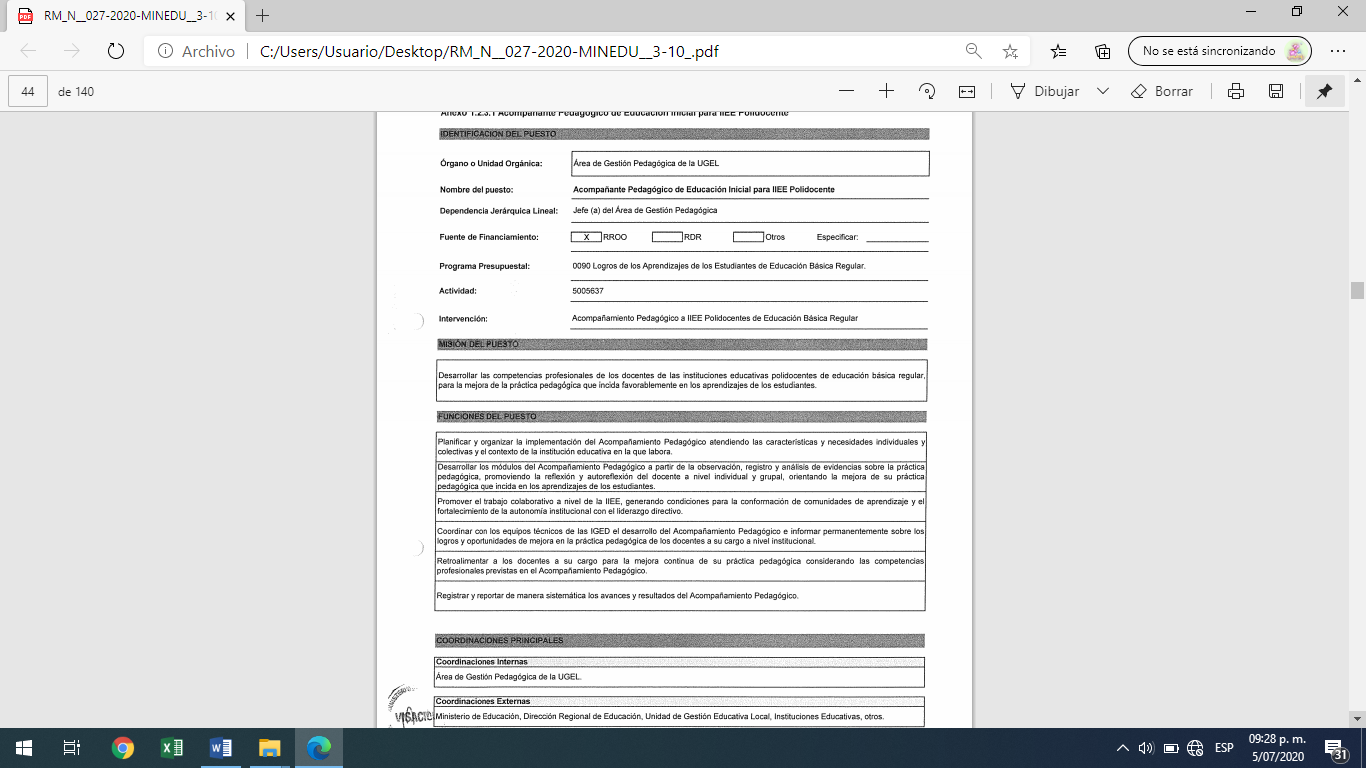 RM_N__027-2020-MINEDU__3-10
Archivo
C:/Users/Usuario/Desktop/RM_N__027-2020-MINEDU__3-10_.pdf
No se está sincronizando
44
de 140
Dibujar
Borrar
Anexo 1.2.3.1 Acompañante Pedagógico de Educación Inicial para IIEE Polidocente
IDENTIFICACION DEL PUESTO
Órgano o Unidad Orgánica:
Área de Gestión Pedagógica de la UGEL
Nombre del puesto:
Acompañante Pedagógico de Educación Inicial para IIEE Polidocente
Dependencia Jerárquica Lineal:
Jefe (a) del Área de Gestión Pedagógica
Fuente de Financiamiento:
X RROO
RDR
Otros
Especificar:
Programa Presupuestal:
0090 Logros de los Aprendizajes de los Estudiantes de Educación Básica Regular.
Actividad:
5005637
Intervención:
Acompañamiento Pedagógico a IIEE Polidocentes de Educación Básica Regular
MISIÓN DEL PUESTO
Desarrollar las competencias profesionales de los docentes de las instituciones educativas polidocentes de educación básica regular,
para la mejora de la práctica pedagógica que incida favorablemente en los aprendizajes de los estudiantes.
FUNCIONES DEL PUESTO
Planificar y organizar la implementación del Acompañamiento Pedagógico atendiendo las características y necesidades individuales y
colectivas y el contexto de la institución educativa en la que labora.
Desarrollar los módulos del Acompañamiento Pedagógico a partir de la observación, registro y análisis de evidencias sobre la práctica
pedagógica, promoviendo la reflexión y autoreflexión del docente a nivel individual y grupal, orientando la mejora de su práctica
pedagógica que incida en los aprendizajes de los estudiantes.
Promover el trabajo colaborativo a nivel de la IIEE, generando condiciones para la conformación de comunidades de aprendizaje y el
fortalecimiento de la autonomía institucional con el liderazgo directivo.
Coordinar con los equipos técnicos de las IGED el desarrollo del Acompañamiento Pedagógico e informar permanentemente sobre los
logros y oportunidades de mejora en la práctica pedagógica de los docentes a su cargo a nivel institucional.
Retroalimentar a los docentes a su cargo para la mejora continua de su práctica pedagógica considerando las competencias
profesionales previstas en el Acompañamiento Pedagógico.
Registrar y reportar de manera sistemática los avances y resultados del Acompañamiento Pedagógico.
COORDINACIONES PRINCIPALES
Coordinaciones Internas
Área de Gestión Pedagógica de la UGEL.
Coordinaciones Externas
Ministerio de Educación, Dirección Regional de Educación, Unidad de Gestión Educativa Local, Instituciones Educativas, otros.
ESP
09:28 p. m.
5/07/2020
31